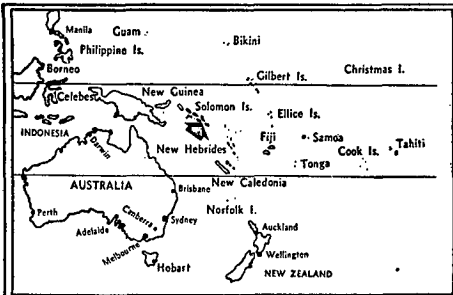 Manila
Guam
Bikini
Philippine Is.
Borneo
Gilbert Is.
Christmas I.
Celebes
New Guinea
Solomon Is.
Ellice Is.
INDONESIA
Darwin
New Hebrides
Fiji
Samoa
Tahiti
Cook Is.
Tonga
AUSTRALIA
New Caledonia
Brisbane
Norfolk I.
Perth
Canberra
Sydney
Adelaide
Auckland
Melbourne
Wellington
Hobart
NEW ZEALAND